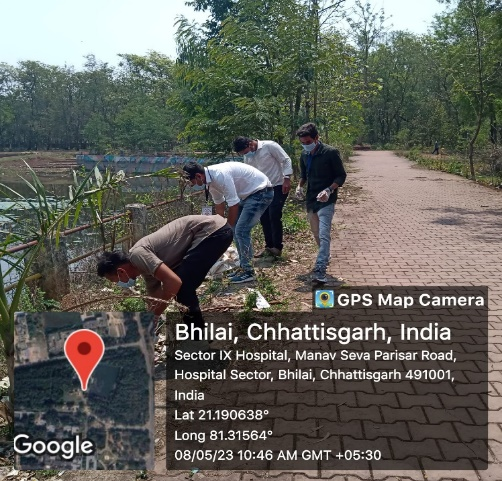 GPS Map Camera
Bhilai, Chhattisgarh, India
Sector IX Hospital, Manav Seva Parisar Road,
Hospital Sector, Bhilai, Chhattisgarh 491001,
India
Lat 21.190638°
Long 81.31564°
08/05/23 10:46 AM GMT +05:30
Google